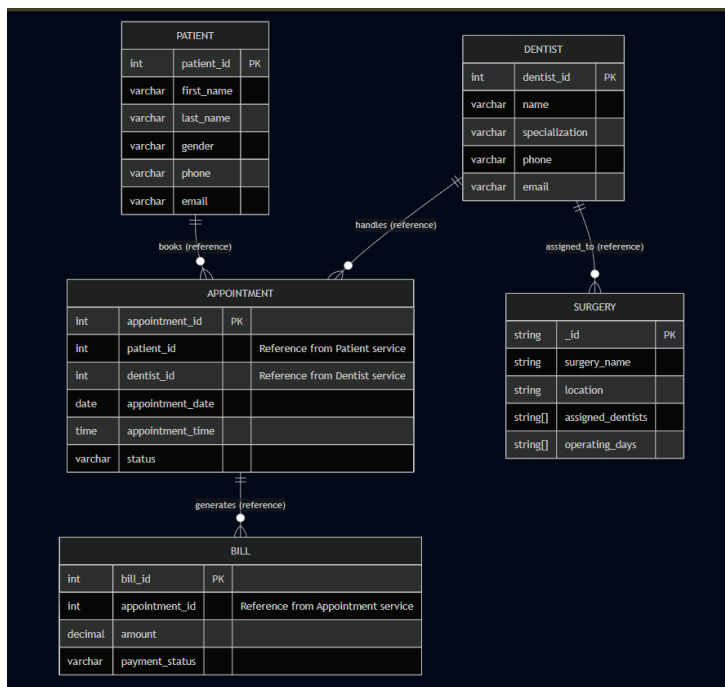 PATIENT
int patient_id PK
varchar first_name
varchar last_name
varchar gender
varchar phone
varchar email
DENTIST
int dentist_id PK
varchar name
varchar specialization
varchar phone
varchar email
books (reference)
handles (reference)
assigned_to (reference)
APPOINTMENT
int appointment_id PK
int patient_id Reference from Patient service
int dentist_id Reference from Dentist service
date appointment_date
time appointment_time
varchar status
SURGERY
string _id PK
string surgery_name
string location
string[] assigned_dentists
string[] operating_days
generates (reference)
BILL
int bill_id PK
int appointment_id Reference from Appointment service
decimal amount
varchar payment_status